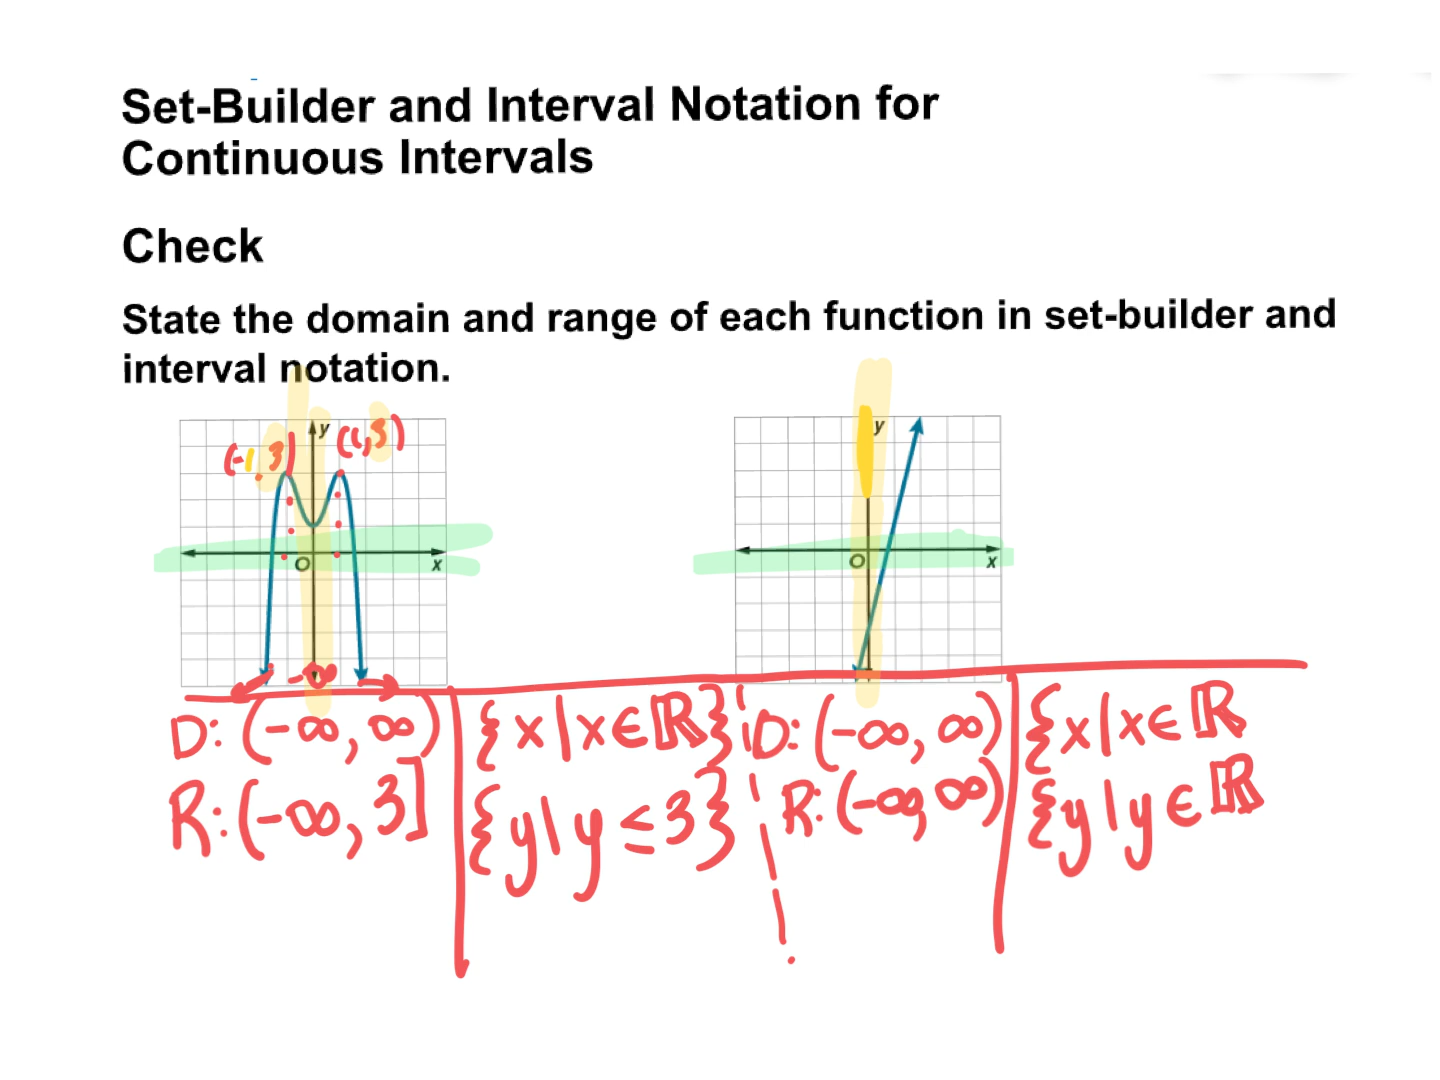 Set-Builder and Interval Notation for
Continuous Intervals
Check
State the domain and range of each function in set-builder and
interval notation.
(-1,3) y (1,3)
O x
-∞
y
O x
D: (-∞, ∞) {x|x∈ℝ} D: (-∞, ∞) {x|x∈ℝ
R: (-∞, 3] {y|y≤3} R: (-∞,∞) {y|y∈ℝ